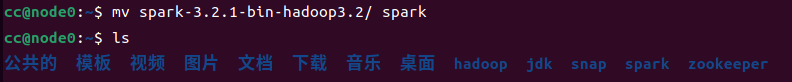 cc@node0:~$ mv spark-3.2.1-bin-hadoop3.2/ spark
cc@node0:~$ ls
公共的 模板 视频 图片 文档 下载 音乐 桌面 hadoop jdk snap spark zookeeper